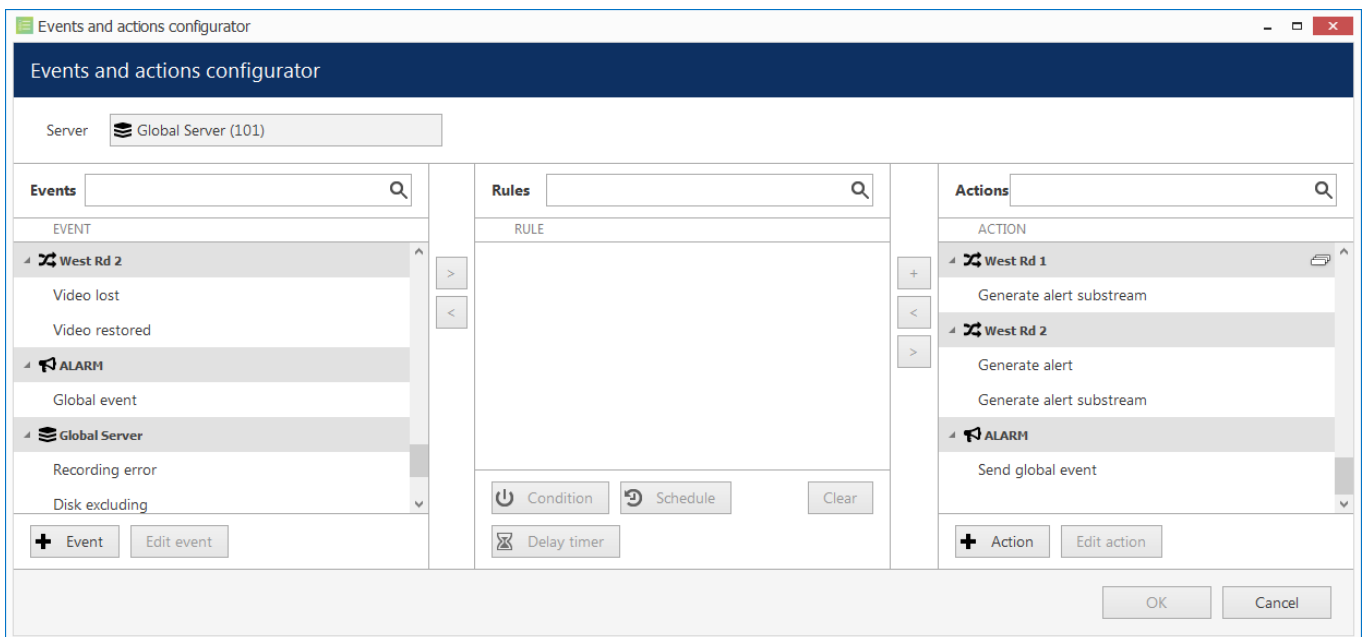 Events and actions configurator
Events and actions configurator
Server Global Server (101)
Events
EVENT
West Rd 2
Video lost
Video restored
ALARM
Global event
Global Server
Recording error
Disk excluding
+ Event Edit event
>
<
Rules
RULE
Condition Schedule Clear
Delay timer
+
<
>
Actions
ACTION
West Rd 1
Generate alert substream
West Rd 2
Generate alert
Generate alert substream
ALARM
Send global event
+ Action Edit action
OK Cancel